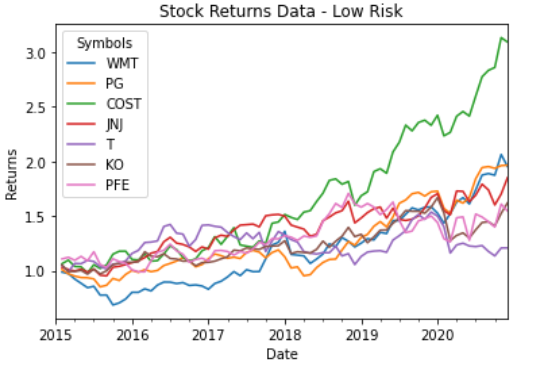 Stock Returns Data - Low Risk
Symbols
WMT
PG
COST
JNJ
T
KO
PFE
Returns
3.0
2.5
2.0
1.5
1.0
2015 2016 2017 2018 2019 2020
Date